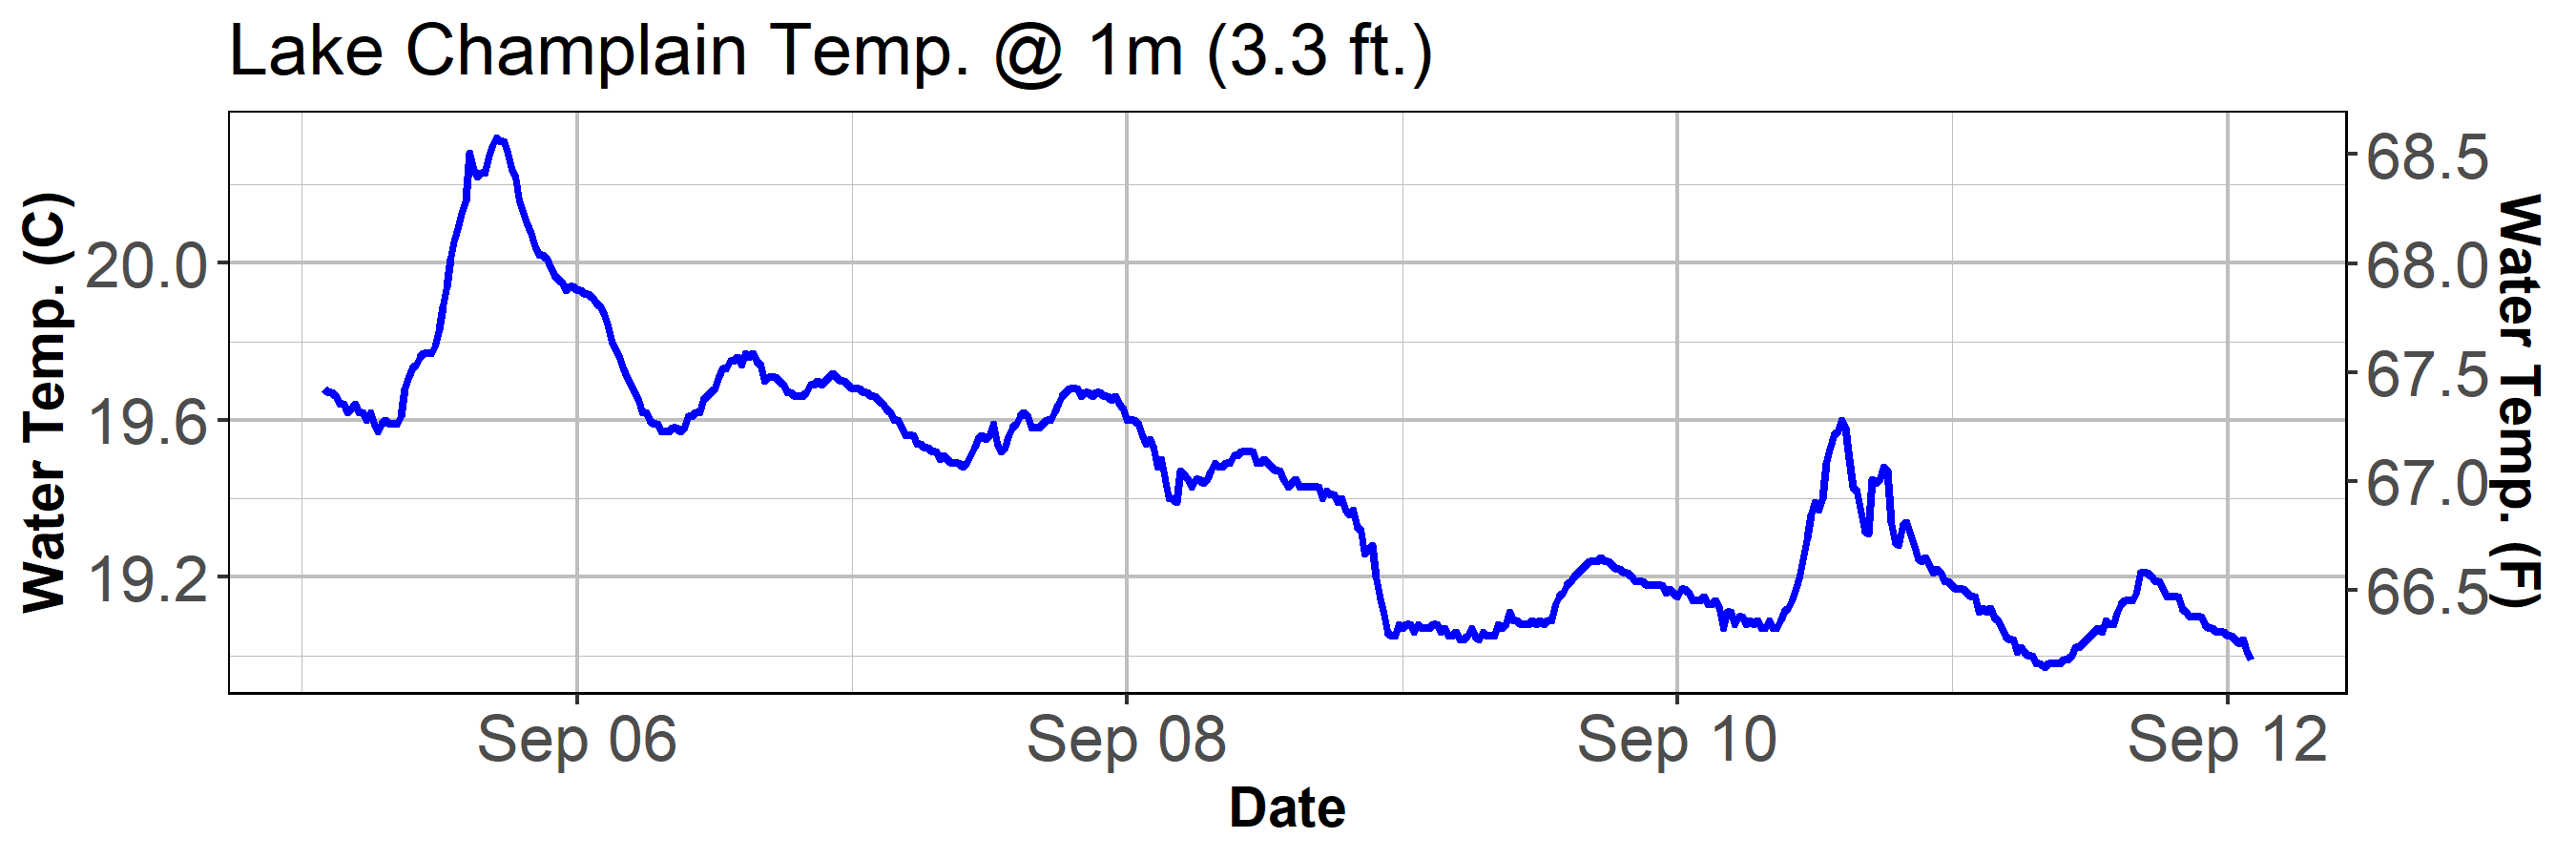 Lake Champlain Temp. @ 1m (3.3 ft.)
Water Temp. (C)
20.0
19.6
19.2
68.5
68.0
67.5
67.0
66.5
Water Temp. (F)
Sep 06 Sep 08 Sep 10 Sep 12
Date